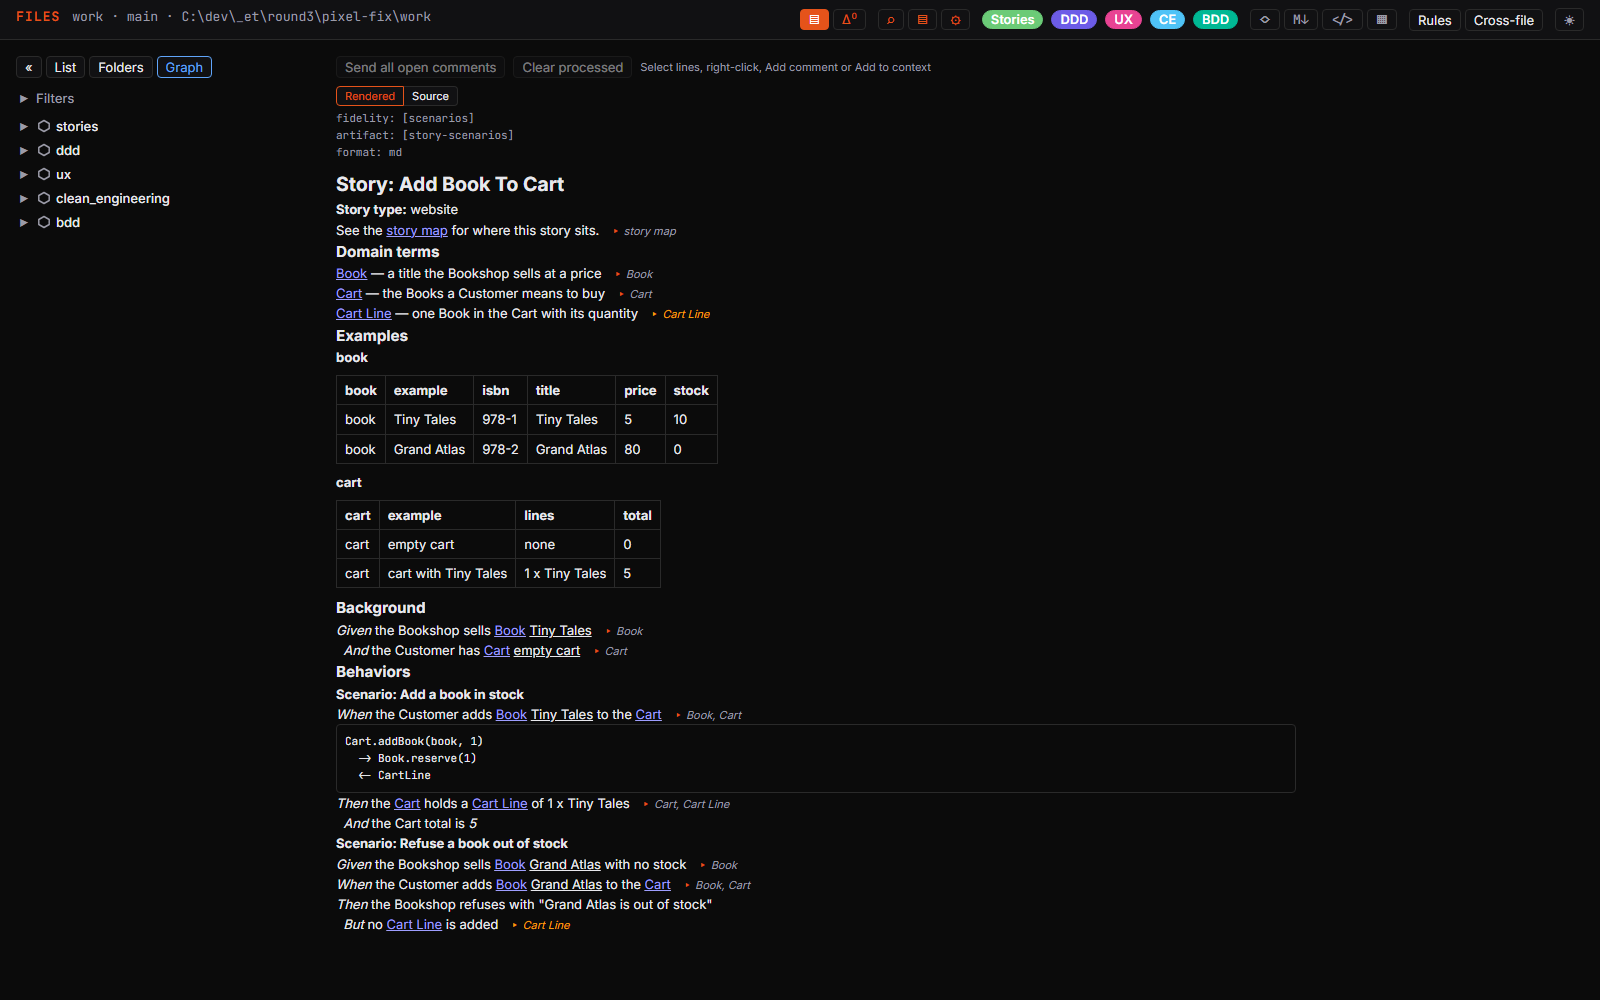 FILES work · main · C:\dev\_et\round3\pixel-fix\work
Δ⁰ Stories DDD UX CE BDD M↓ </> Rules Cross-file
« List Folders Graph
Filters
stories
ddd
ux
clean_engineering
bdd
Send all open comments Clear processed Select lines, right-click, Add comment or Add to context
Rendered Source
fidelity: [scenarios]
artifact: [story-scenarios]
format: md
Story: Add Book To Cart
Story type: website
See the story map for where this story sits. ‣ story map
Domain terms
Book — a title the Bookshop sells at a price ‣ Book
Cart — the Books a Customer means to buy ‣ Cart
Cart Line — one Book in the Cart with its quantity ‣ Cart Line
Examples
book
book example isbn title price stock
book Tiny Tales 978-1 Tiny Tales 5 10
book Grand Atlas 978-2 Grand Atlas 80 0
cart
cart example lines total
cart empty cart none 0
cart cart with Tiny Tales 1 x Tiny Tales 5
Background
Given the Bookshop sells Book Tiny Tales ‣ Book
And the Customer has Cart empty cart ‣ Cart
Behaviors
Scenario: Add a book in stock
When the Customer adds Book Tiny Tales to the Cart ‣ Book, Cart
Cart.addBook(book, 1)
-> Book.reserve(1)
<- CartLine
Then the Cart holds a Cart Line of 1 x Tiny Tales ‣ Cart, Cart Line
And the Cart total is 5
Scenario: Refuse a book out of stock
Given the Bookshop sells Book Grand Atlas with no stock ‣ Book
When the Customer adds Book Grand Atlas to the Cart ‣ Book, Cart
Then the Bookshop refuses with "Grand Atlas is out of stock"
But no Cart Line is added ‣ Cart Line